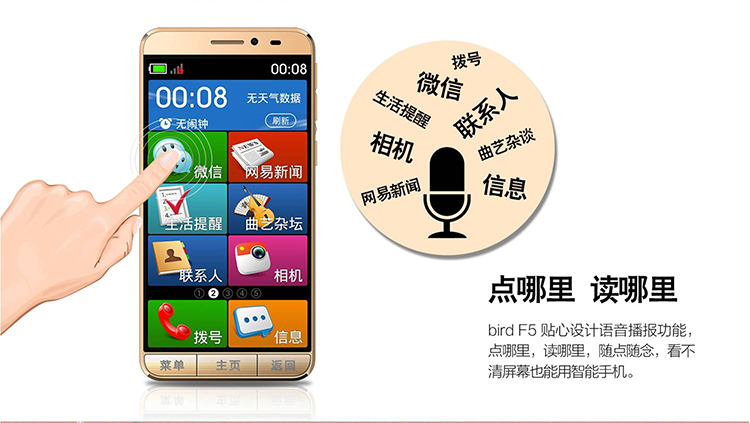 00:08
00:08
无天气数据
无闹钟
刷新
微信
网易新闻
NEWS
生活提醒
曲艺杂坛
联系人
相机
1 2 3 4 5
拨号
信息
菜单
主页
返回
拨号
微信
联系人
生活提醒
曲艺杂谈
相机
网易新闻
信息
点哪里 读哪里
bird F5 贴心设计语音播报功能，
点哪里，读哪里，随点随念，看不
清屏幕也能用智能手机。